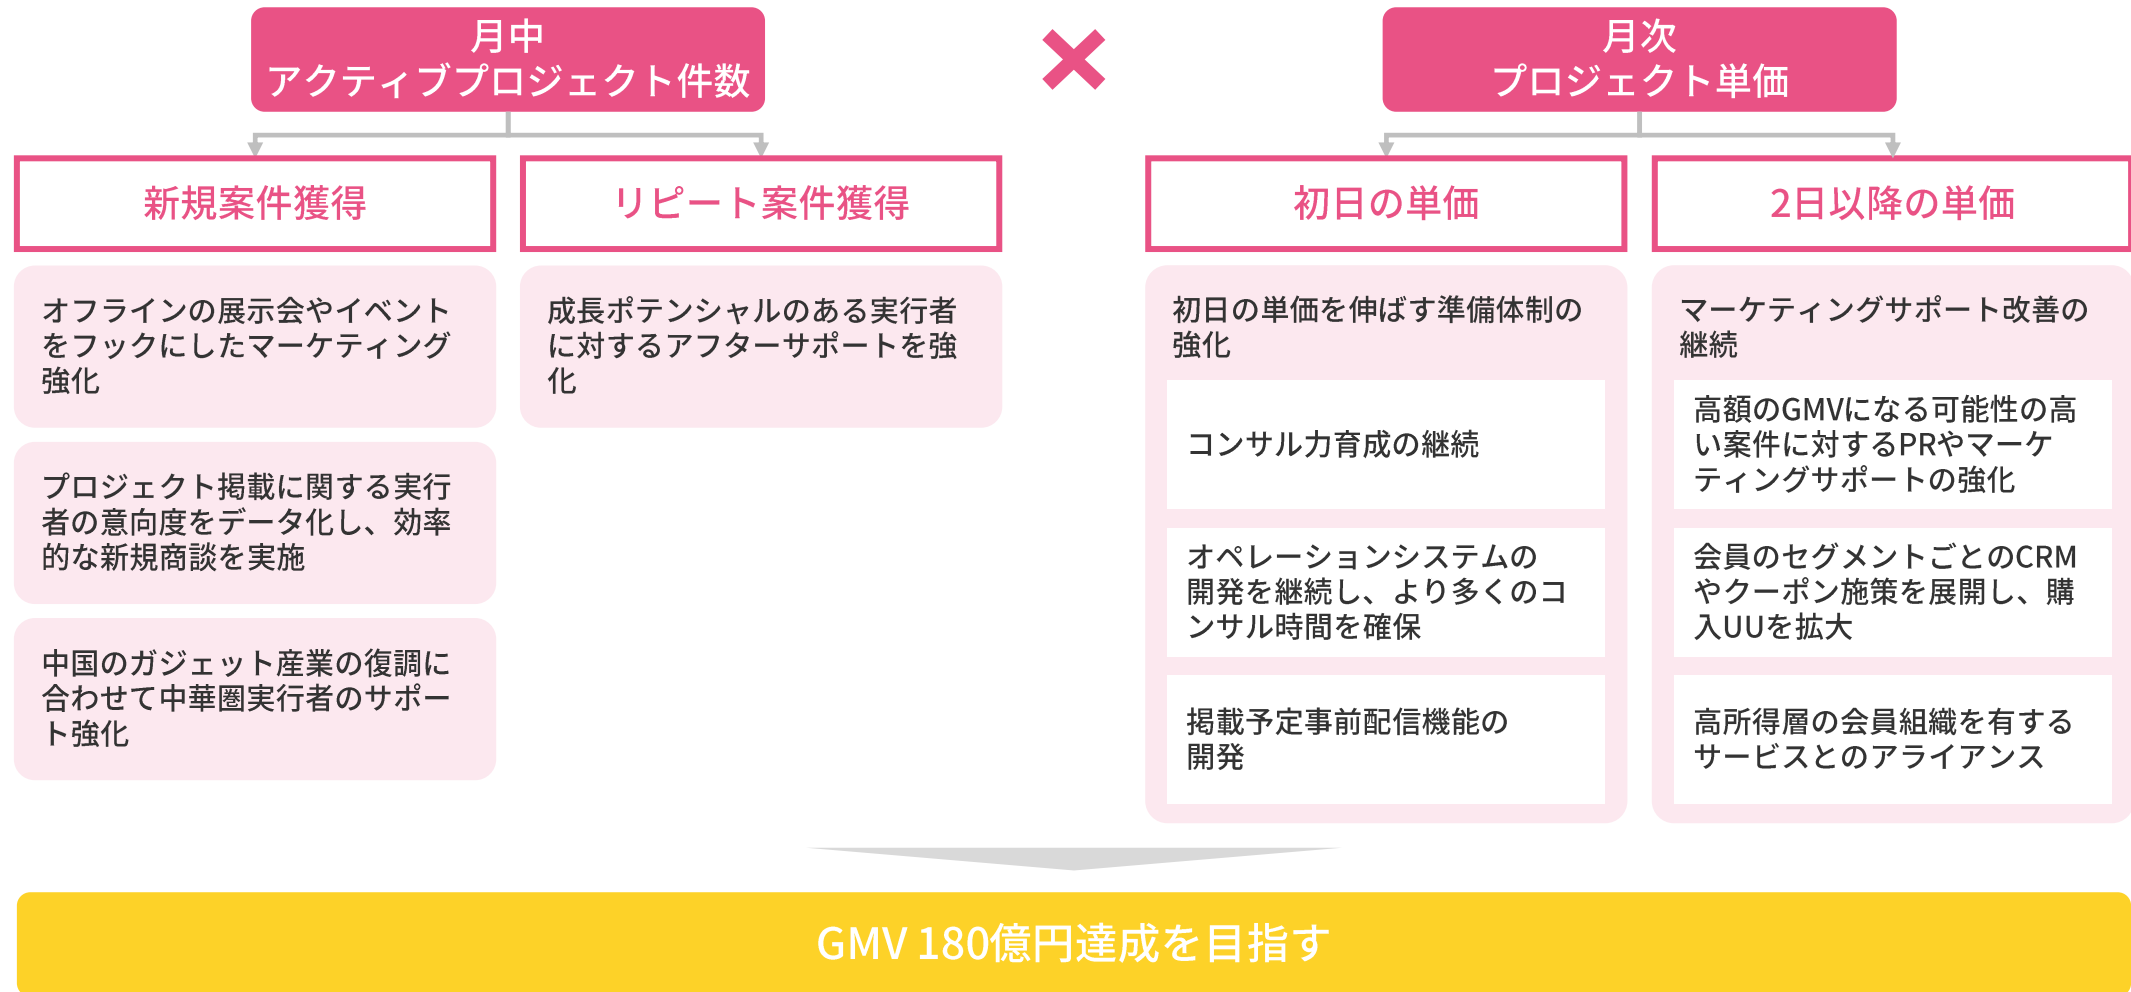 月中
アクティブプロジェクト件数
×
月次
プロジェクト単価
新規案件獲得
リピート案件獲得
初日の単価
2日以降の単価
オフラインの展示会やイベント
をフックにしたマーケティング
強化
プロジェクト掲載に関する実行
者の意向度をデータ化し、効率
的な新規商談を実施
中国のガジェット産業の復調に
合わせて中華圏実行者のサポー
ト強化
成長ポテンシャルのある実行者
に対するアフターサポートを強
化
初日の単価を伸ばす準備体制の
強化
コンサル力育成の継続
オペレーションシステムの
開発を継続し、より多くのコ
ンサル時間を確保
掲載予定事前配信機能の
開発
マーケティングサポート改善の
継続
高額のGMVになる可能性の高
い案件に対するPRやマーケ
ティングサポートの強化
会員のセグメントごとのCRM
やクーポン施策を展開し、購
入UUを拡大
高所得層の会員組織を有する
サービスとのアライアンス
GMV 180億円達成を目指す